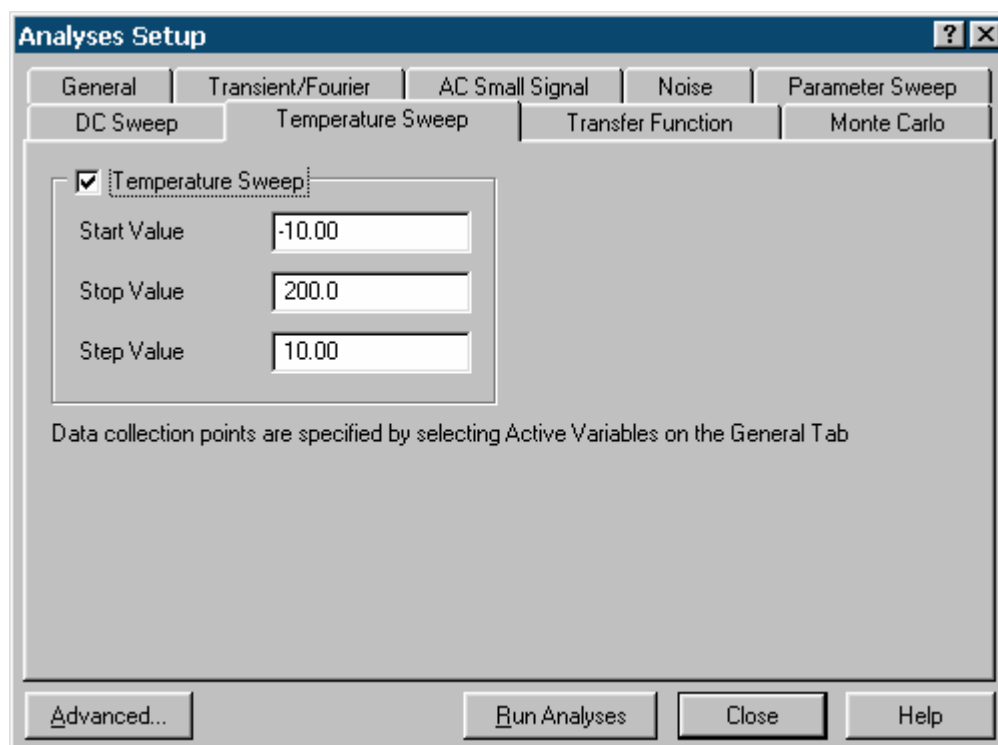 Analyses Setup
General Transient/Fourier AC Small Signal Noise Parameter Sweep
DC Sweep Temperature Sweep Transfer Function Monte Carlo
Temperature Sweep
Start Value -10.00
Stop Value 200.0
Step Value 10.00
Data collection points are specified by selecting Active Variables on the General Tab
Advanced... Run Analyses Close Help